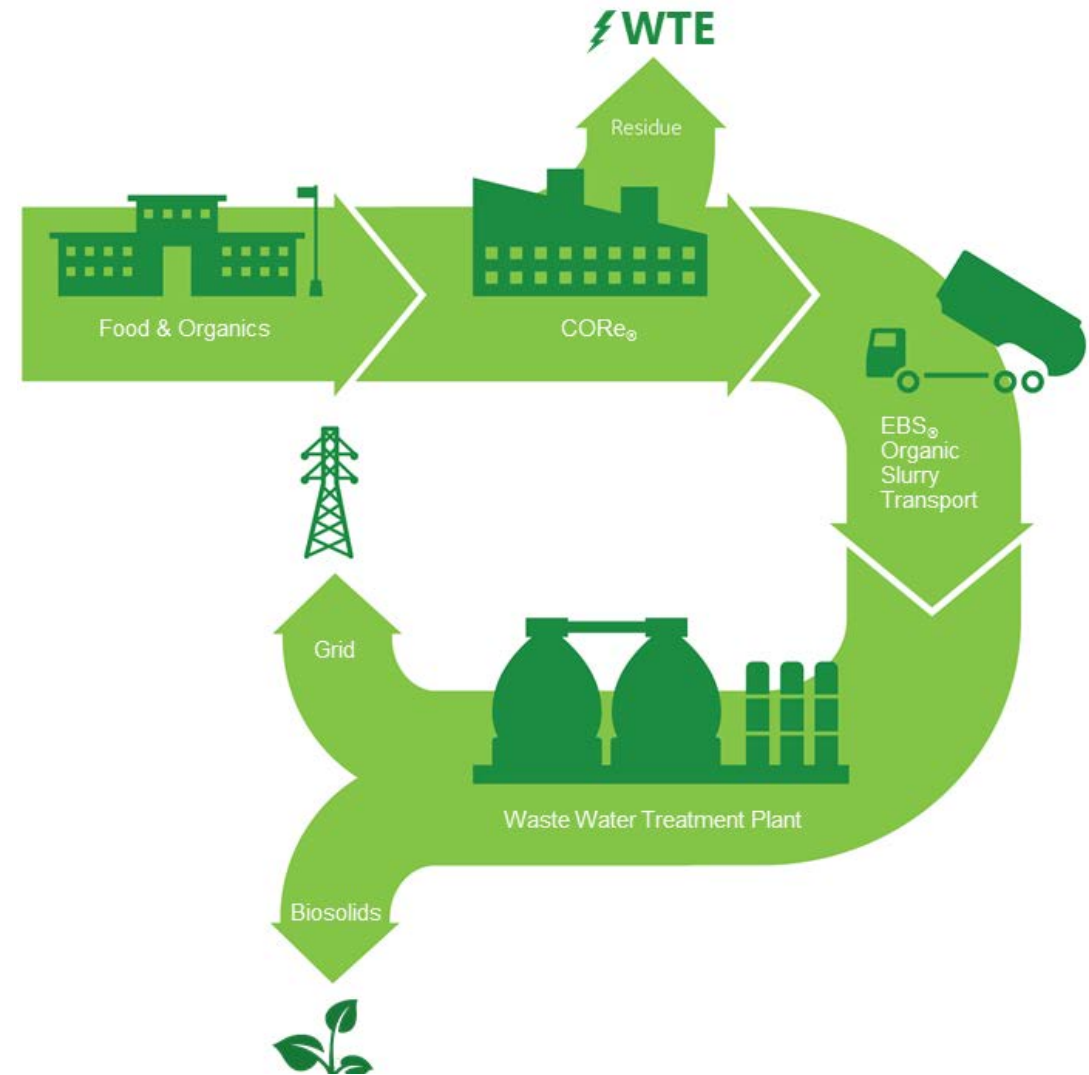 WTE
Residue
Food & Organics
CORe®
EBS®
Organic
Slurry
Transport
Grid
Waste Water Treatment Plant
Biosolids